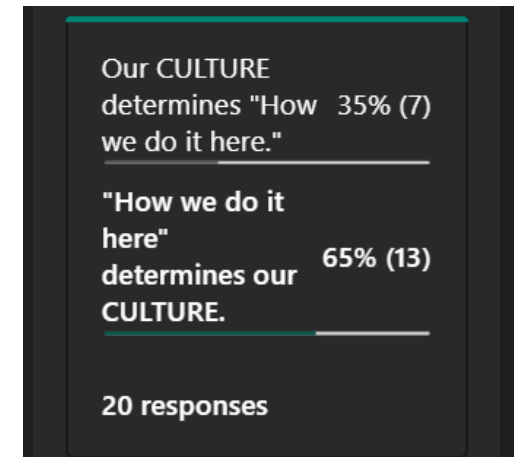 Our CULTURE
determines "How 35% (7)
we do it here."
"How we do it
here"
determines our 65% (13)
CULTURE.
20 responses